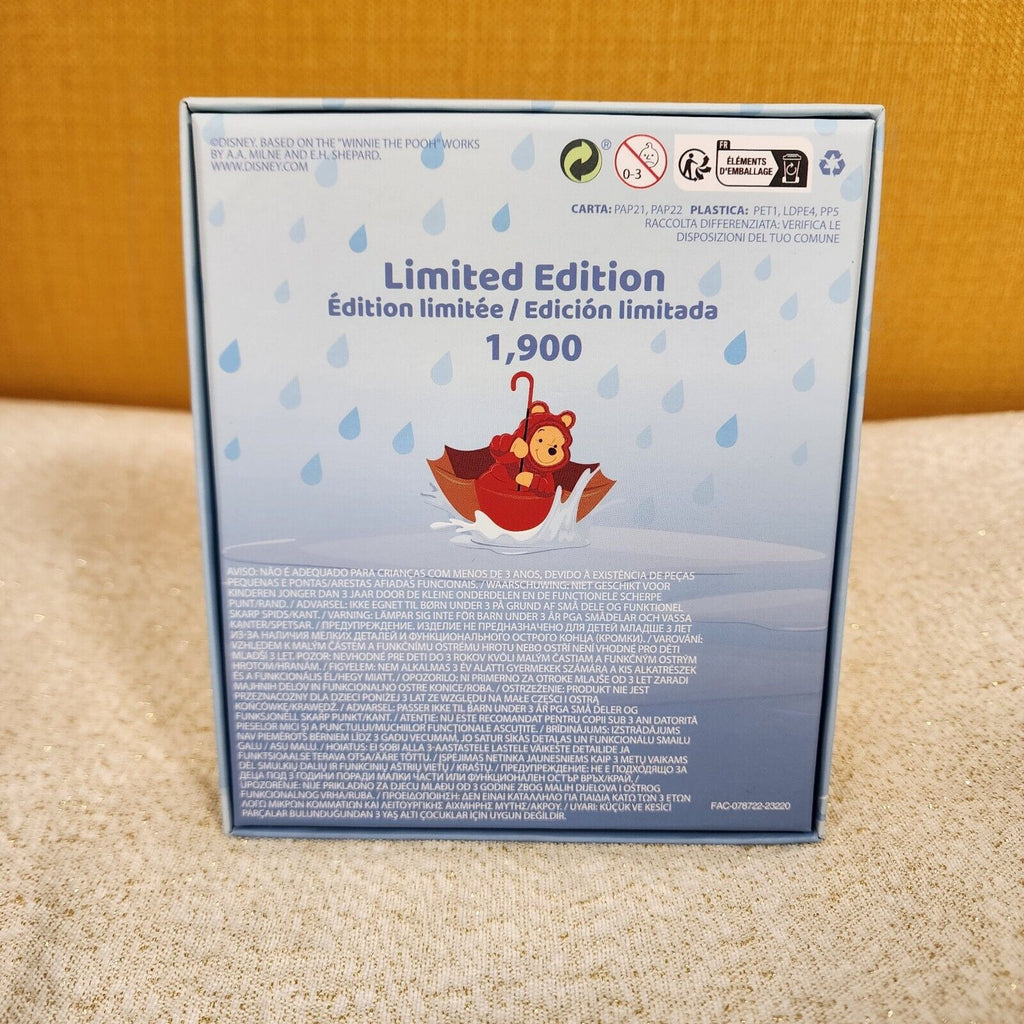 ©DISNEY. BASED ON THE "WINNIE THE POOH" WORKS
BY A.A. MILNE AND E.H. SHEPARD.
WWW.DISNEY.COM
®
0-3
FR
ÉLÉMENTS
D'EMBALLAGE
CARTA: PAP21, PAP22 PLASTICA: PET1, LDPE4, PP5
RACCOLTA DIFFERENZIATA: VERIFICA LE
DISPOSIZIONI DEL TUO COMUNE
Limited Edition
Édition limitée / Edición limitada
1,900
AVISO: NÃO É ADEQUADO PARA CRIANÇAS COM MENOS DE 3 ANOS, DEVIDO À EXISTÊNCIA DE PEÇAS
PEQUENAS E PONTAS/ARESTAS AFIADAS FUNCIONAIS. / WAARSCHUWING: NIET GESCHIKT VOOR
KINDEREN JONGER DAN 3 JAAR DOOR DE KLEINE ONDERDELEN EN DE FUNCTIONELE SCHERPE
PUNT/RAND. / ADVARSEL: IKKE EGNET TIL BØRN UNDER 3 PÅ GRUND AF SMÅ DELE OG FUNKTIONEL
SKARP SPIDS/KANT. / VARNING: LÄMPAR SIG INTE FÖR BARN UNDER 3 ÅR PGA SMÅDELAR OCH VASSA
KANTER/SPETSAR. / ПРЕДУПРЕЖДЕНИЕ. ИЗДЕЛИЕ НЕ ПРЕДНАЗНАЧЕНО ДЛЯ ДЕТЕЙ МЛАДШЕ 3 ЛЕТ
ИЗ-ЗА НАЛИЧИЯ МЕЛКИХ ДЕТАЛЕЙ И ФУНКЦИОНАЛЬНОГО ОСТРОГО КОНЦА (КРОМКИ). / VAROVÁNÍ:
VZHLEDEM K MALÝM ČÁSTEM A FUNKČNÍMU OSTRÉMU HROTU NEBO OSTŘÍ NENÍ VHODNÉ PRO DĚTI
MLADŠÍ 3 LET. POZOR: NEVHODNÉ PRE DETI DO 3 ROKOV KVÔLI MALÝM ČASTIAM A FUNKČNÝM OSTRÝM
HROTOM/HRANÁM. / FIGYELEM: NEM ALKALMAS 3 ÉV ALATTI GYERMEKEK SZÁMÁRA A KIS ALKATRÉSZEK
ÉS A FUNKCIONÁLIS ÉL/HEGY MIATT. / OPOZORILO: NI PRIMERNO ZA OTROKE MLAJŠE OD 3 LET ZARADI
MAJHNIH DELOV IN FUNKCIONALNO OSTRE KONICE/ROBA. / OSTRZEŻENIE: PRODUKT NIE JEST
PRZEZNACZONY DLA DZIECI PONIŻEJ 3 LAT ZE WZGLĘDU NA MAŁE CZĘŚCI I OSTRĄ
KOŃCÓWKĘ/KRAWĘDŹ. / ADVARSEL: PASSER IKKE TIL BARN UNDER 3 ÅR PGA SMÅ DELER OG
FUNKSJONELL SKARP PUNKT/KANT. / ATENȚIE: NU ESTE RECOMANDAT PENTRU COPII SUB 3 ANI DATORITĂ
PIESELOR MICI ȘI A PUNCTULUI/MUCHIILOR FUNCȚIONALE ASCUȚITE. / BRĪDINĀJUMS: IZSTRĀDĀJUMS
NAV PIEMĒROTS BĒRNIEM LĪDZ 3 GADU VECUMAM, JO SATUR SĪKAS DETAĻAS UN FUNKCIONĀLU SMAILU
GALU / ASU MALU. / HOIATUS: EI SOBI ALLA 3-AASTASTELE LASTELE VÄIKESTE DETAILIDE JA
FUNKTSIOONAALSE TERAVA OTSA/ÄÄRE TÕTTU. / ĮSPĖJIMAS NETINKA JAUNESNIEMS KAIP 3 METŲ VAIKAMS
DĖL SMULKIŲ DALIŲ IR FUNKCINIŲ AŠTRIŲ VIETŲ / KRAŠTŲ. / ПРЕДУПРЕЖДЕНИЕ: НЕ Е ПОДХОДЯЩО ЗА
ДЕЦА ПОД 3 ГОДИНИ ПОРАДИ МАЛКИ ЧАСТИ ИЛИ ФУНКЦИОНАЛЕН ОСТЪР ВРЪХ/КРАЙ. /
UPOZORENJE: NIJE PRIKLADNO ZA DJECU MLAĐU OD 3 GODINE ZBOG MALIH DIJELOVA I OŠTROG
FUNKCIONALNOG VRHA/RUBA. / ΠΡΟΕΙΔΟΠΟΙΗΣΗ: ΔΕΝ ΕΙΝΑΙ ΚΑΤΑΛΛΗΛΟ ΓΙΑ ΠΑΙΔΙΑ ΚΑΤΩ ΤΩΝ 3 ΕΤΩΝ
ΛΟΓΩ ΜΙΚΡΩΝ ΚΟΜΜΑΤΙΩΝ ΚΑΙ ΛΕΙΤΟΥΡΓΙΚΗΣ ΑΙΧΜΗΡΗΣ ΜΥΤΗΣ/ΑΚΡΟΥ. / UYARI: KÜÇÜK VE KESİCİ
PARÇALAR BULUNDUĞUNDAN 3 YAŞ ALTI ÇOCUKLAR İÇİN UYGUN DEĞİLDİR.
FAC-078722-23220